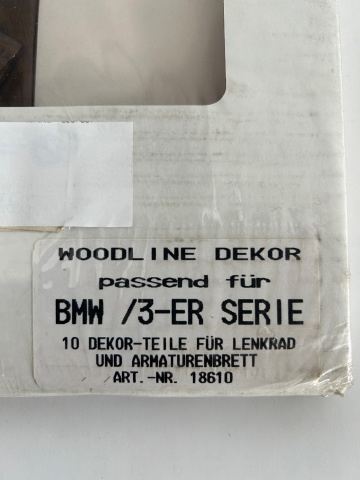 WOODLINE DEKOR
passend für
BMW /3-ER SERIE
10 DEKOR-TEILE FÜR LENKRAD
UND ARMATURENBRETT
ART.-NR. 18610